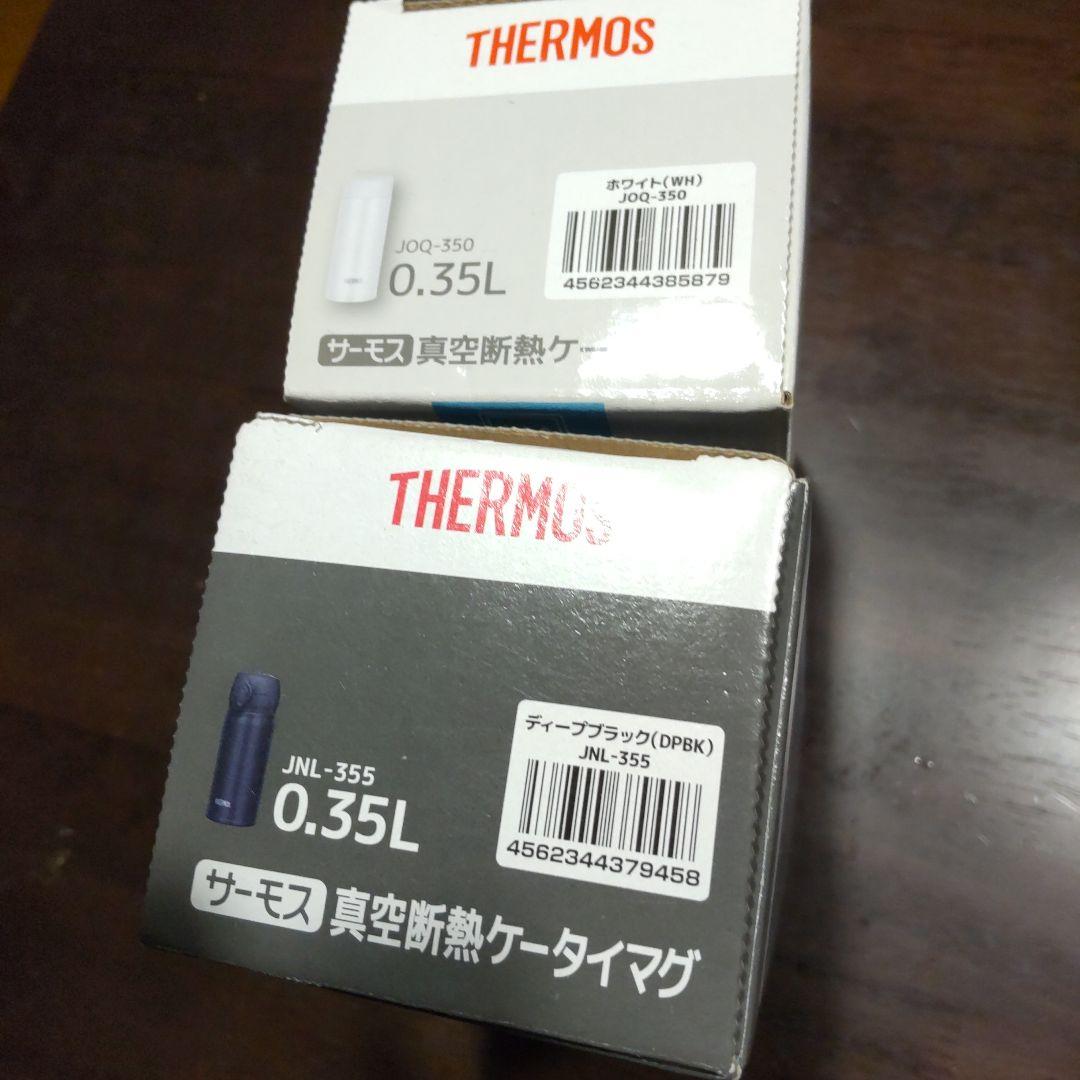 THERMOS
ホワイト(WH)
JOQ-350
4562344385879
JOQ-350
0.35L
サーモス 真空断熱ケー
THERMOS
ディープブラック(DPBK)
JNL-355
4562344379458
JNL-355
0.35L
サーモス 真空断熱ケータイマグ